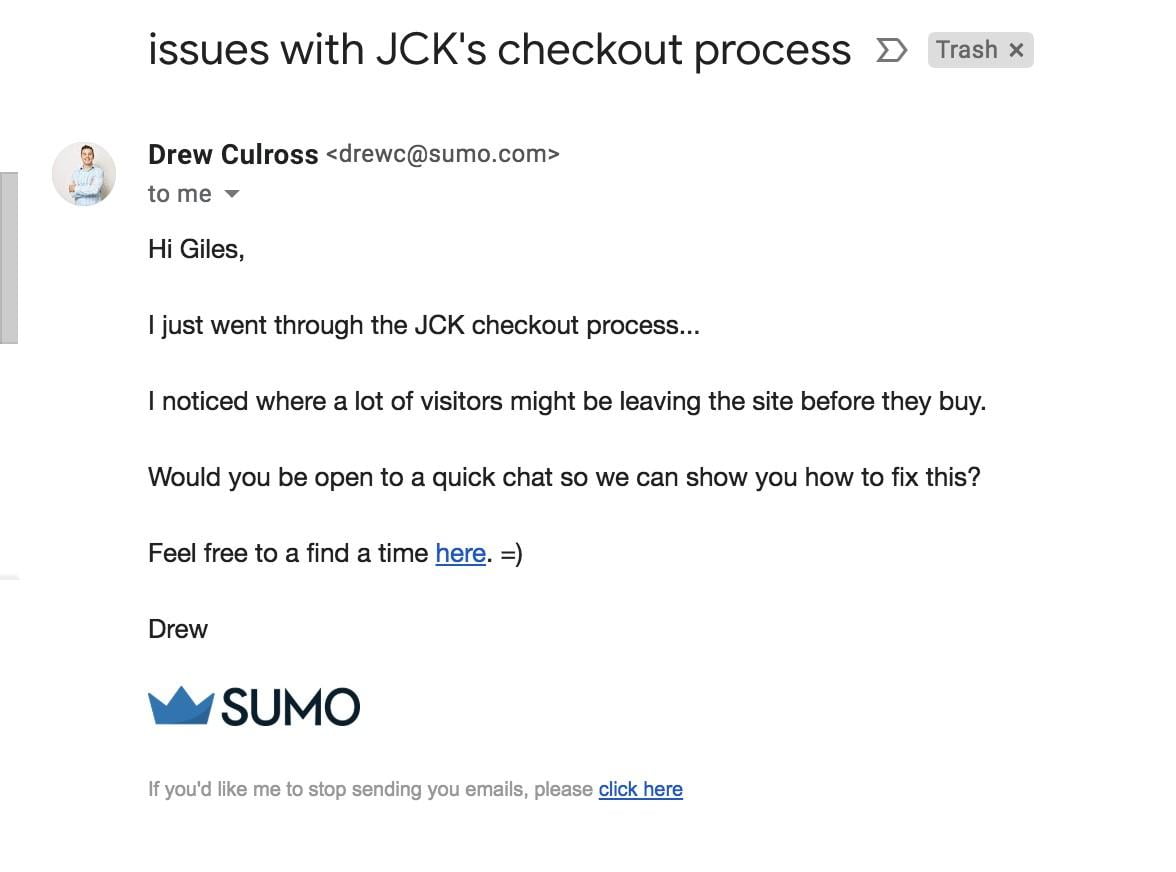 issues with JCK's checkout process Trash ×
Drew Culross <drewc@sumo.com>
to me
Hi Giles,
I just went through the JCK checkout process...
I noticed where a lot of visitors might be leaving the site before they buy.
Would you be open to a quick chat so we can show you how to fix this?
Feel free to a find a time here. =)
Drew
SUMO
If you'd like me to stop sending you emails, please click here